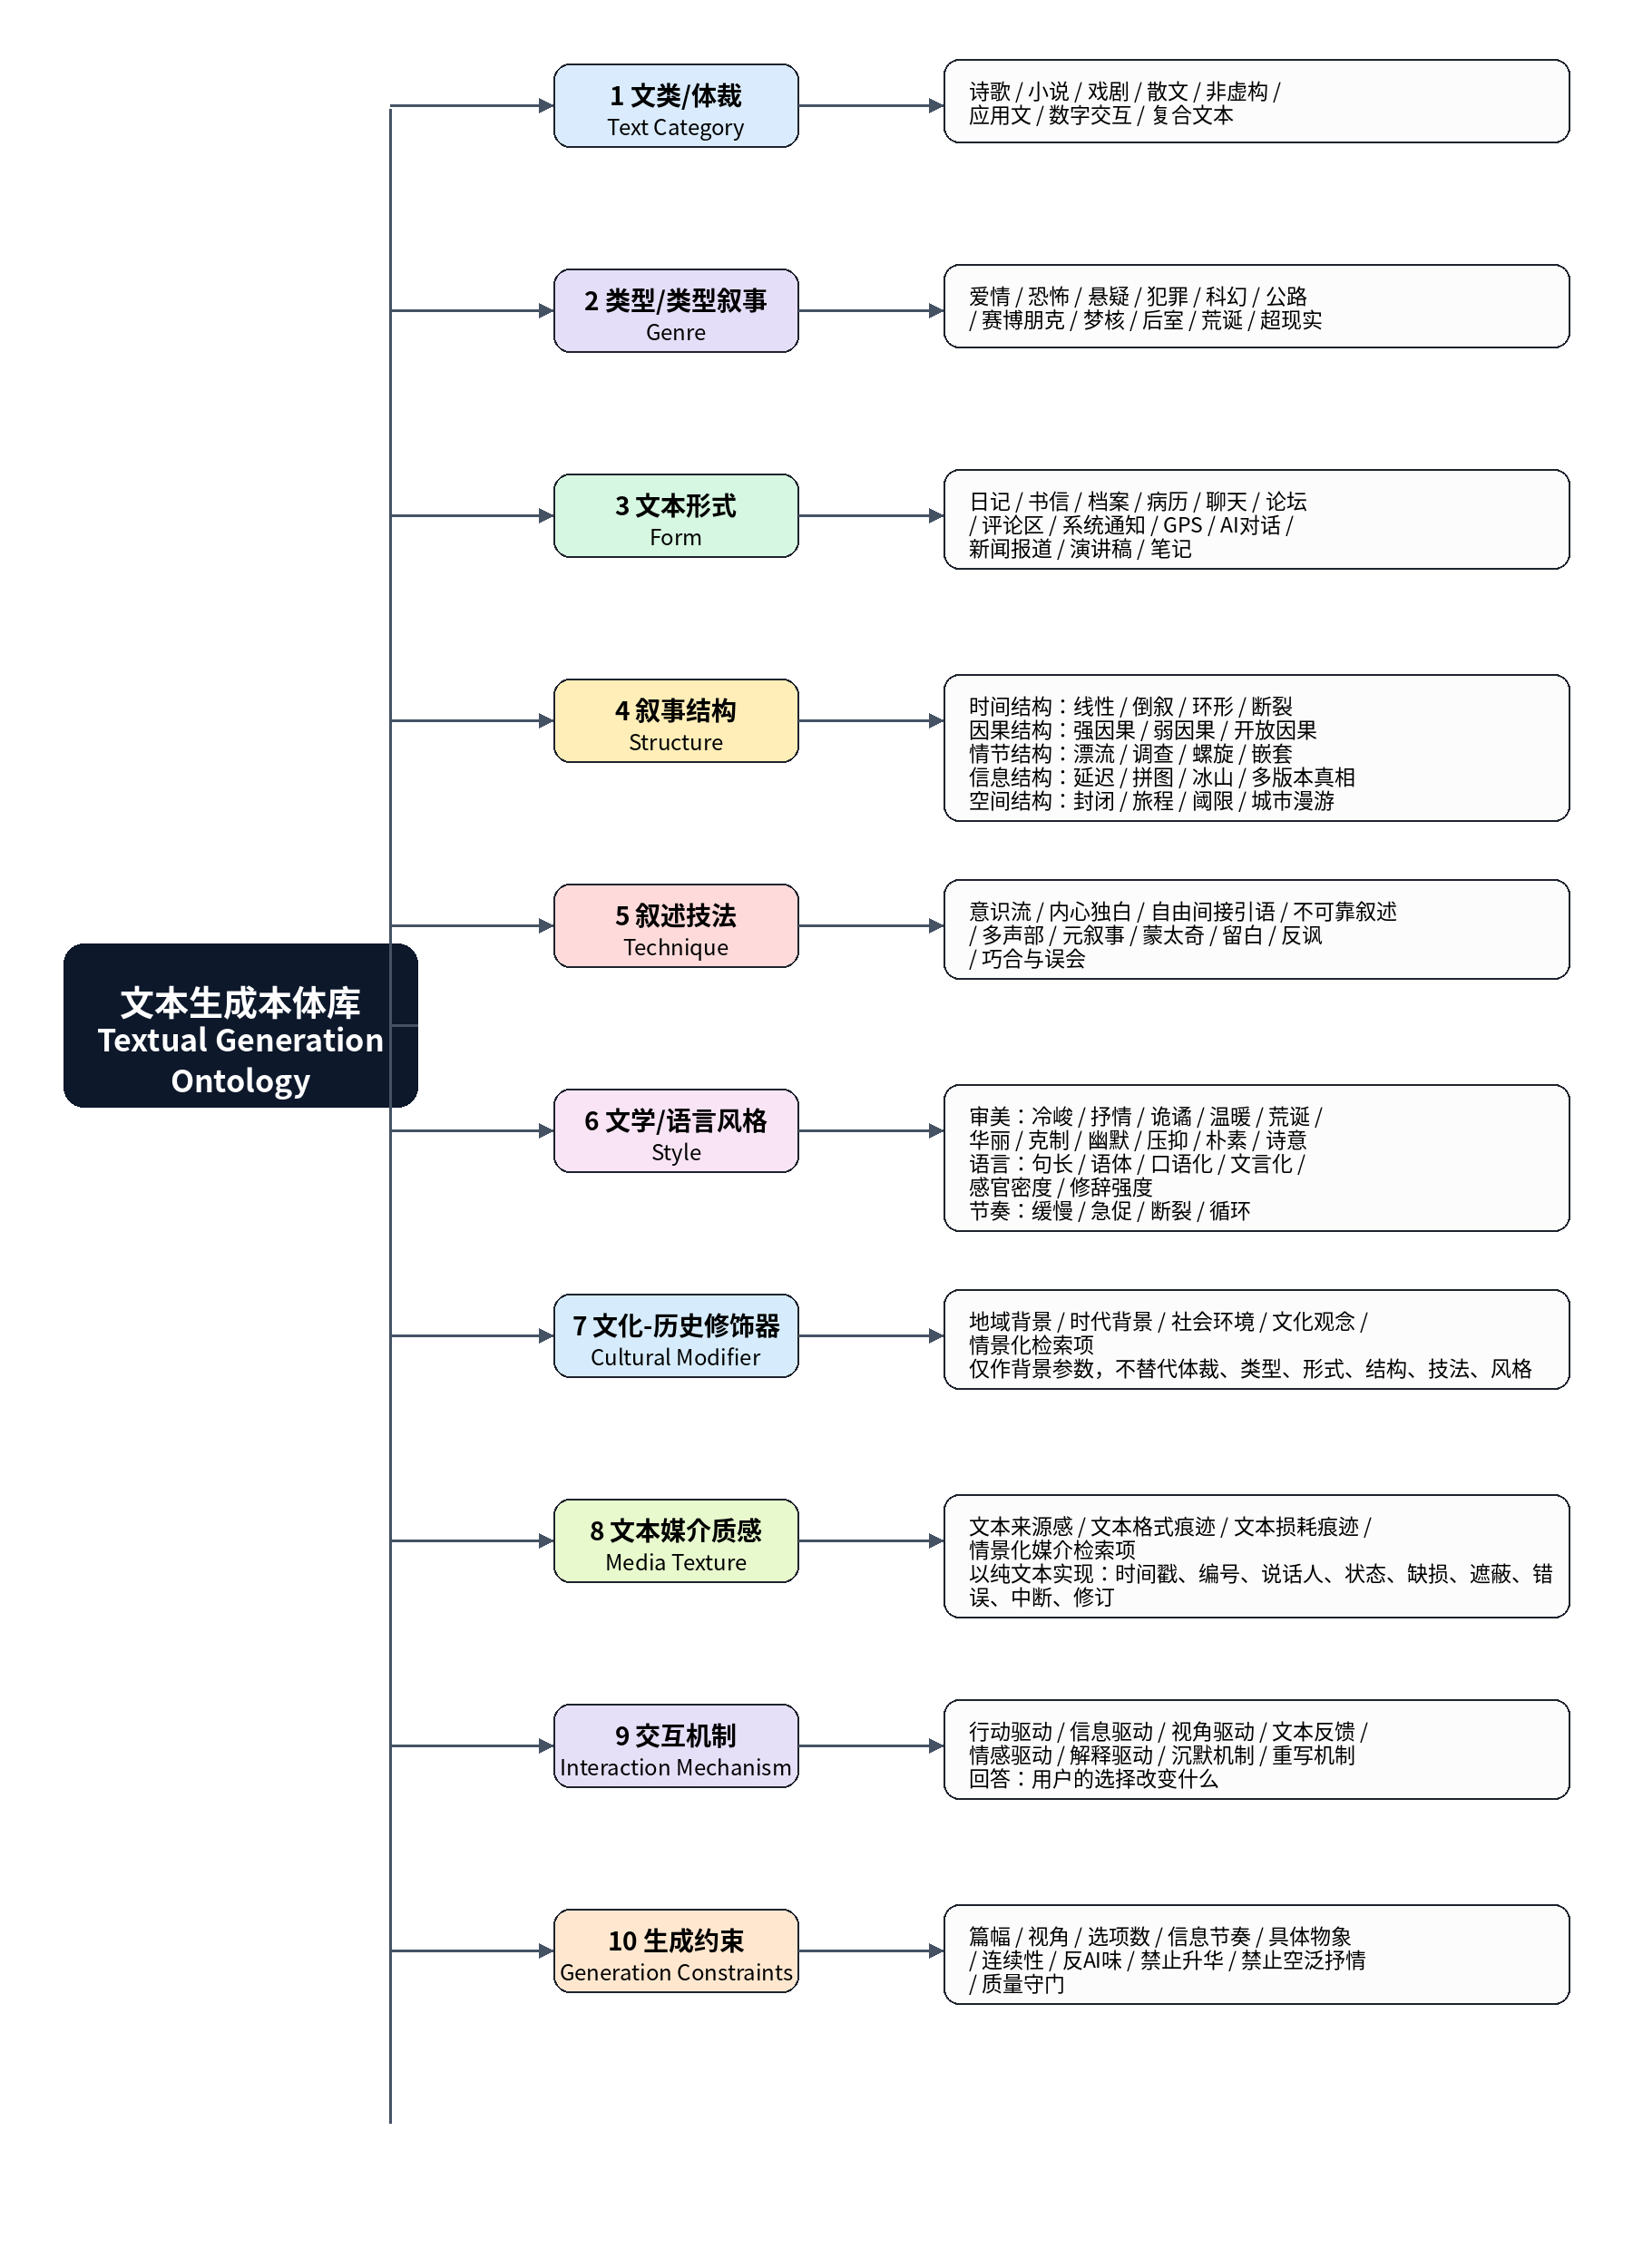 1 文类/体裁
Text Category
诗歌 / 小说 / 戏剧 / 散文 / 非虚构 /
应用文 / 数字交互 / 复合文本
2 类型/类型叙事
Genre
爱情 / 恐怖 / 悬疑 / 犯罪 / 科幻 / 公路
/ 赛博朋克 / 梦核 / 后室 / 荒诞 / 超现实
3 文本形式
Form
日记 / 书信 / 档案 / 病历 / 聊天 / 论坛
/ 评论区 / 系统通知 / GPS / AI对话 /
新闻报道 / 演讲稿 / 笔记
4 叙事结构
Structure
时间结构：线性 / 倒叙 / 环形 / 断裂
因果结构：强因果 / 弱因果 / 开放因果
情节结构：漂流 / 调查 / 螺旋 / 嵌套
信息结构：延迟 / 拼图 / 冰山 / 多版本真相
空间结构：封闭 / 旅程 / 阈限 / 城市漫游
5 叙述技法
Technique
意识流 / 内心独白 / 自由间接引语 / 不可靠叙述
/ 多声部 / 元叙事 / 蒙太奇 / 留白 / 反讽
/ 巧合与误会
文本生成本体库
Textual Generation
Ontology
6 文学/语言风格
Style
审美：冷峻 / 抒情 / 诡谲 / 温暖 / 荒诞 /
华丽 / 克制 / 幽默 / 压抑 / 朴素 / 诗意
语言：句长 / 语体 / 口语化 / 文言化 /
感官密度 / 修辞强度
节奏：缓慢 / 急促 / 断裂 / 循环
7 文化-历史修饰器
Cultural Modifier
地域背景 / 时代背景 / 社会环境 / 文化观念 /
情景化检索项
仅作背景参数，不替代体裁、类型、形式、结构、技法、风格
8 文本媒介质感
Media Texture
文本来源感 / 文本格式痕迹 / 文本损耗痕迹 /
情景化媒介检索项
以纯文本实现：时间戳、编号、说话人、状态、缺损、遮蔽、错
误、中断、修订
9 交互机制
Interaction Mechanism
行动驱动 / 信息驱动 / 视角驱动 / 文本反馈 /
情感驱动 / 解释驱动 / 沉默机制 / 重写机制
回答：用户的选择改变什么
10 生成约束
Generation Constraints
篇幅 / 视角 / 选项数 / 信息节奏 / 具体物象
/ 连续性 / 反AI味 / 禁止升华 / 禁止空泛抒情
/ 质量守门